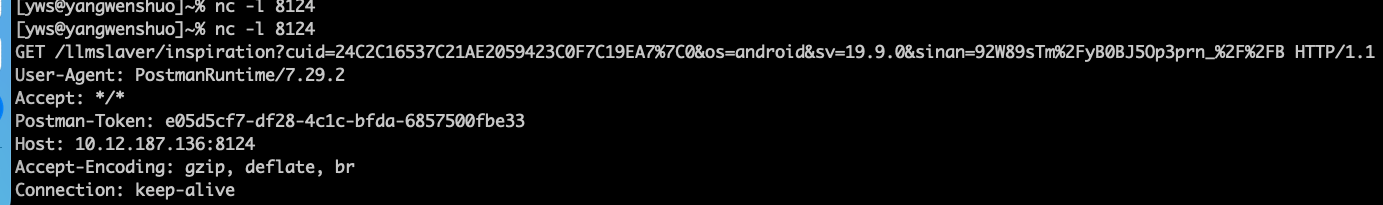 [yws@yangwenshuo]~% nc -l 8124
[yws@yangwenshuo]~% nc -l 8124
GET /llmslaver/inspiration?cuid=24C2C16537C21AE2059423C0F7C19EA7%7C0&os=android&sv=19.9.0&sinan=92W89sTm%2FyB0BJ5Op3prn_%2F%2FB HTTP/1.1
User-Agent: PostmanRuntime/7.29.2
Accept: */*
Postman-Token: e05d5cf7-df28-4c1c-bfda-6857500fbe33
Host: 10.12.187.136:8124
Accept-Encoding: gzip, deflate, br
Connection: keep-alive